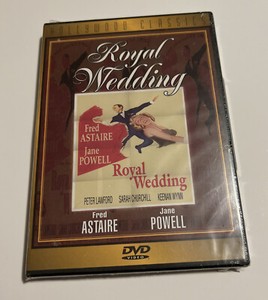 HOLLYWOOD CLASSICS
Royal
Wedding
Fred
ASTAIRE
Jane
POWELL
Royal
Wedding
PETER LAWFORD SARAH CHURCHILL KEENAN WYNN
Fred Jane
ASTAIRE POWELL
DVD
VIDEO